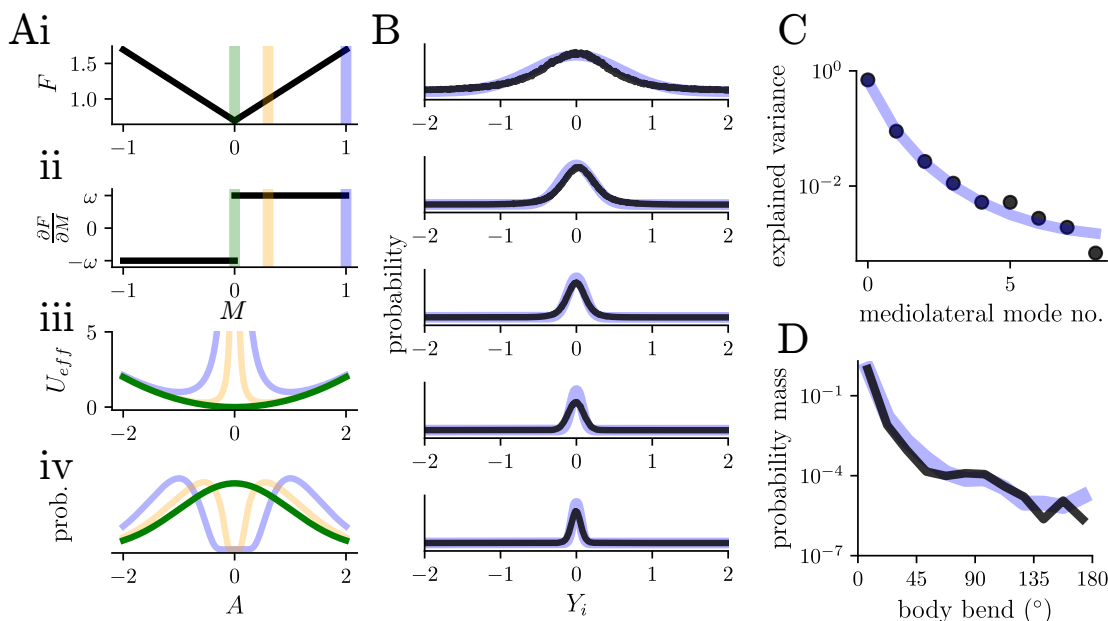 Ai
F
1.5
1.0
−1
0
1
ii
∂F
∂M
ω
0
−ω
−1
0
1
M
iii
U_eff
5
0
−2
0
2
iv
prob.
−2
0
2
A
B
probability
−2
−1
0
1
2
−2
−1
0
1
2
−2
−1
0
1
2
−2
−1
0
1
2
−2
−1
0
1
2
Y_i
C
explained variance
10^0
10^−2
0
5
mediolateral mode no.
D
probability mass
10^−1
10^−4
10^−7
0
45
90
135
180
body bend (°)